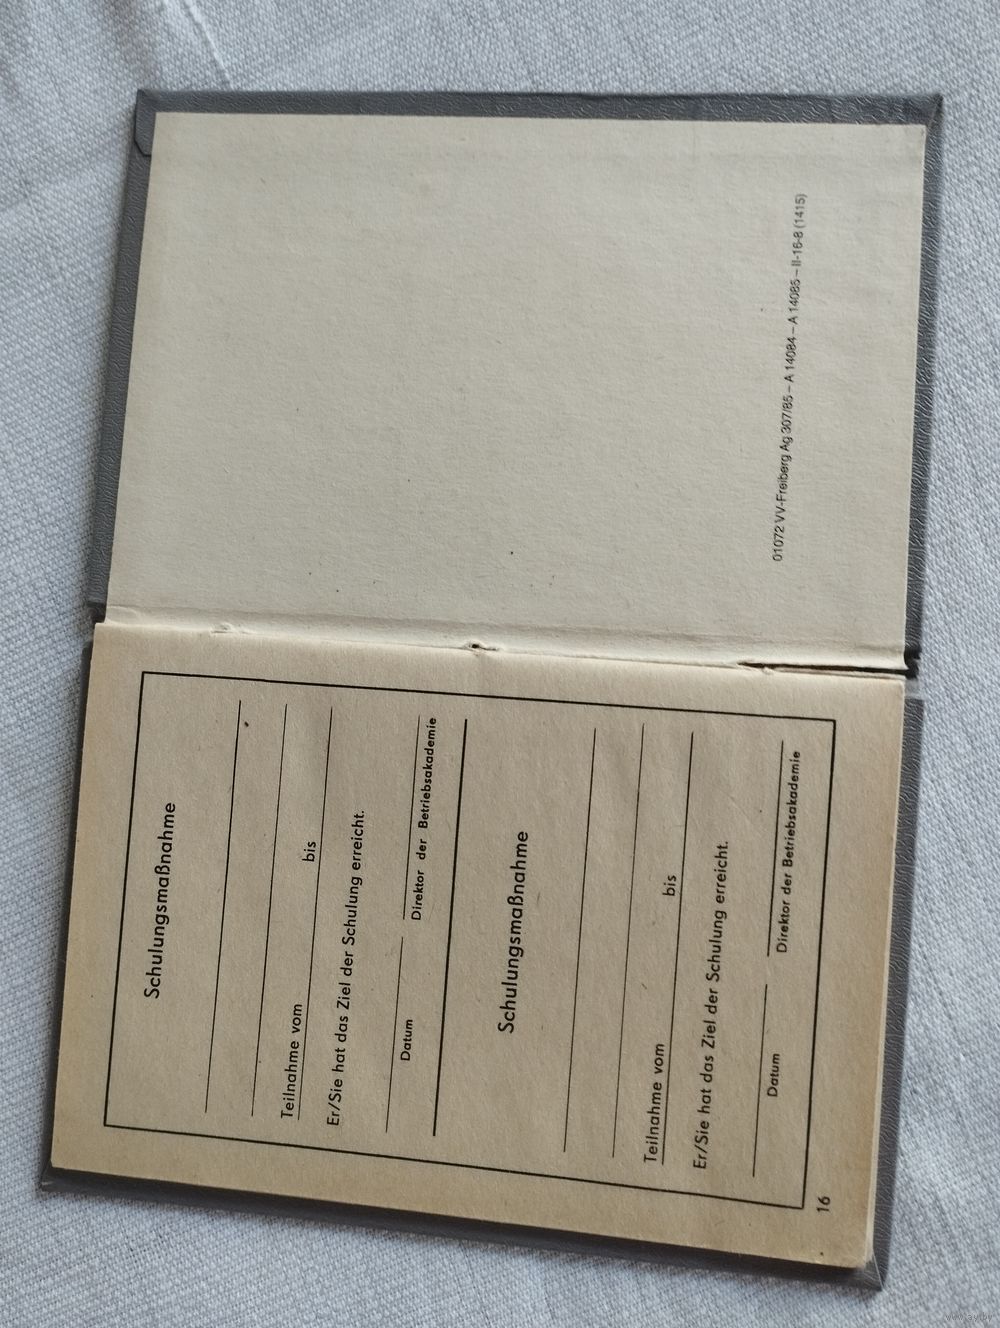 Schulungsmaßnahme
Teilnahme vom bis
Er/Sie hat das Ziel der Schulung erreicht.
Datum Direktor der Betriebsakademie
Schulungsmaßnahme
Teilnahme vom bis
Er/Sie hat das Ziel der Schulung erreicht.
Datum Direktor der Betriebsakademie
16
01072 VV-Freiberg Ag 307/85 – A 14084 – A 14085 – II-16-8 (1415)